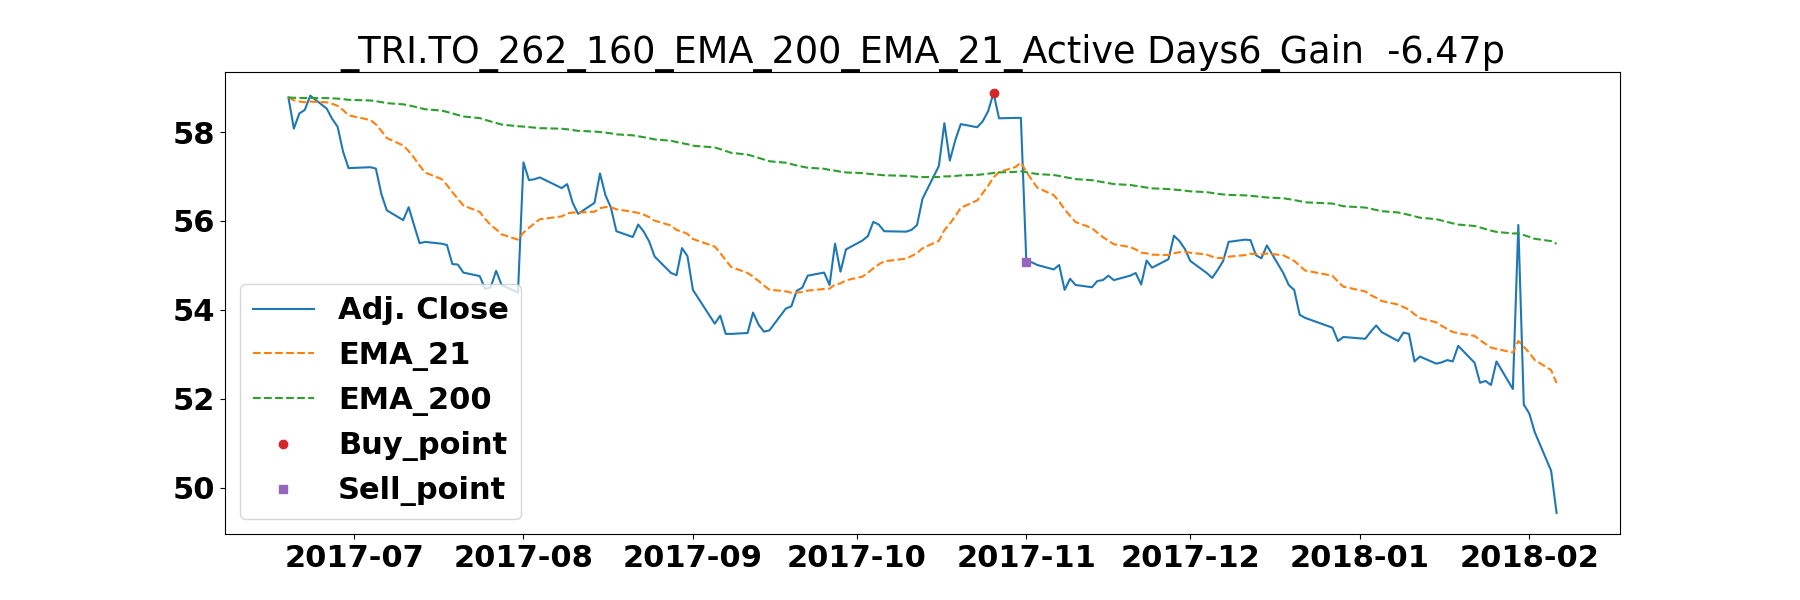 _TRI.TO_262_160_EMA_200_EMA_21_Active Days6_Gain  -6.47p
58
56
54
52
50
Adj. Close
EMA_21
EMA_200
Buy_point
Sell_point
2017-07 2017-08 2017-09 2017-10 2017-11 2017-12 2018-01 2018-02